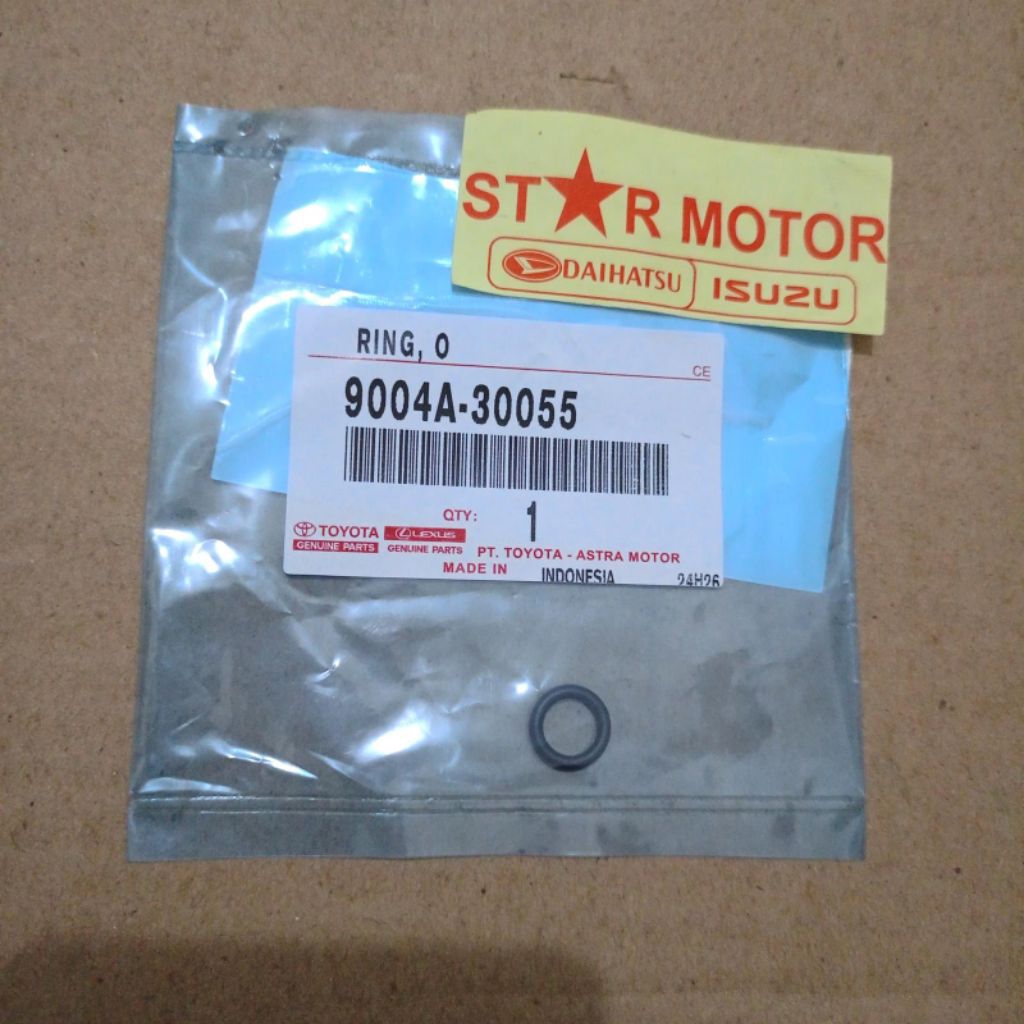 ST★R MOTOR
DAIHATSU ISUZU
RING, O
CE
9004A-30055
QTY: 1
TOYOTA LEXUS
GENUINE PARTS GENUINE PARTS PT. TOYOTA - ASTRA MOTOR
MADE IN INDONESIA 24H26